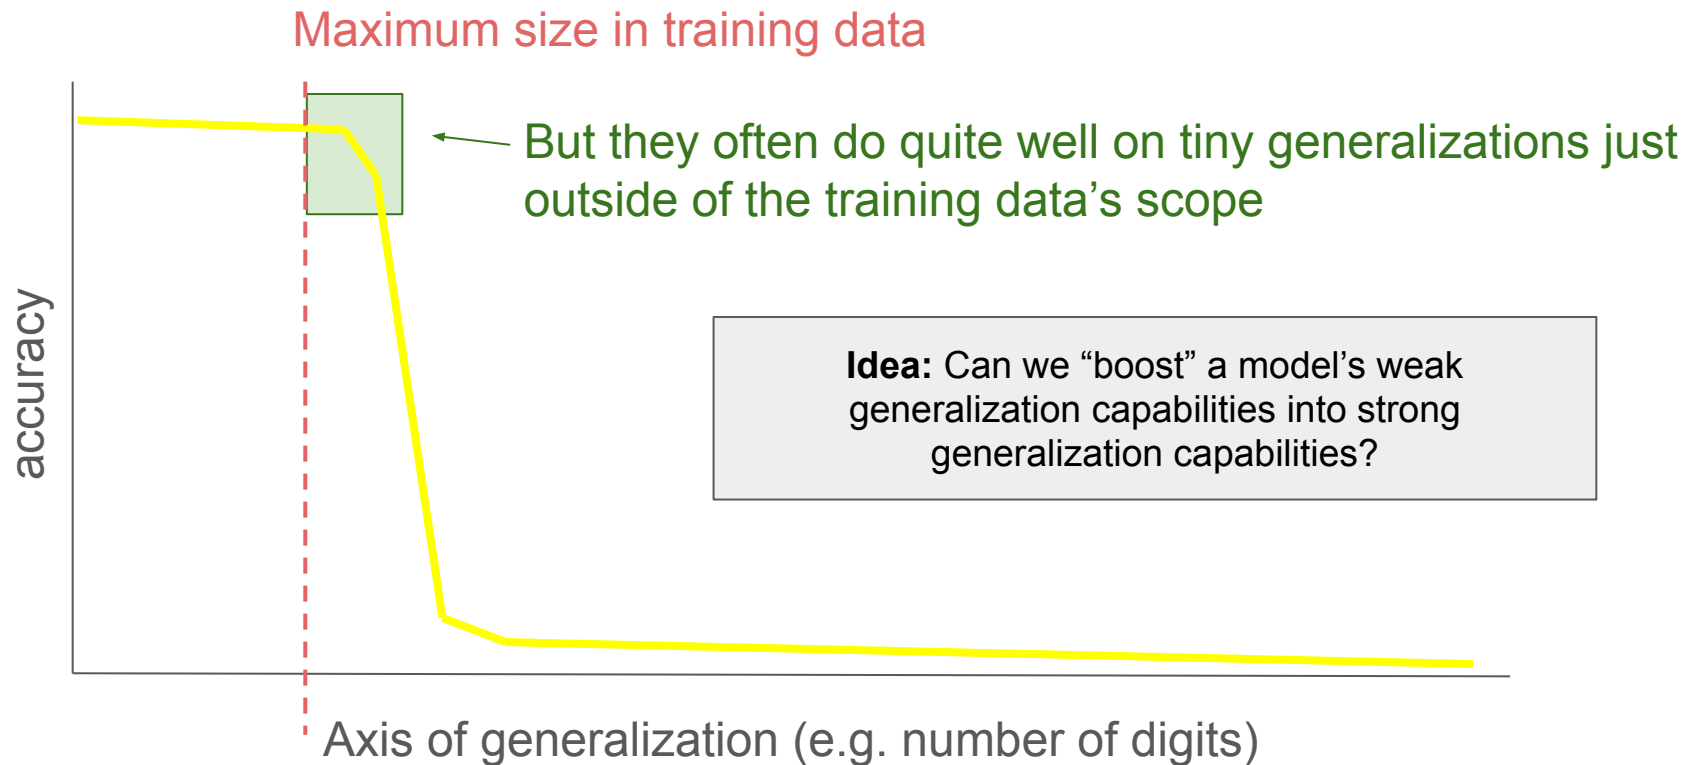 Maximum size in training data
But they often do quite well on tiny generalizations just
outside of the training data’s scope
accuracy
Idea: Can we “boost” a model’s weak
generalization capabilities into strong
generalization capabilities?
Axis of generalization (e.g. number of digits)